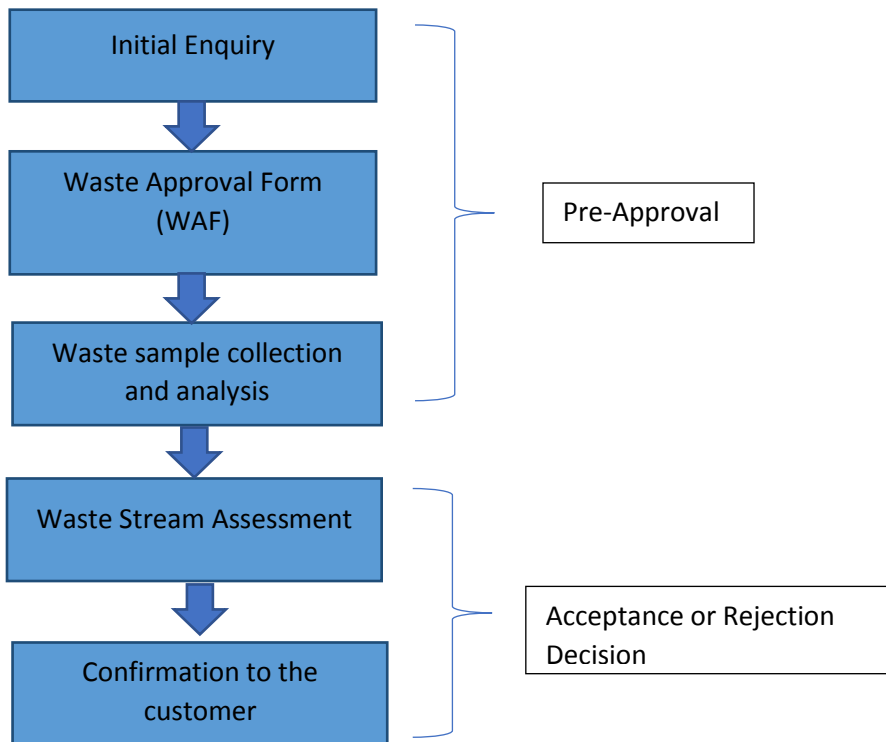 Initial Enquiry
Waste Approval Form
(WAF)
Pre-Approval
Waste sample collection
and analysis
Waste Stream Assessment
Acceptance or Rejection
Decision
Confirmation to the
customer